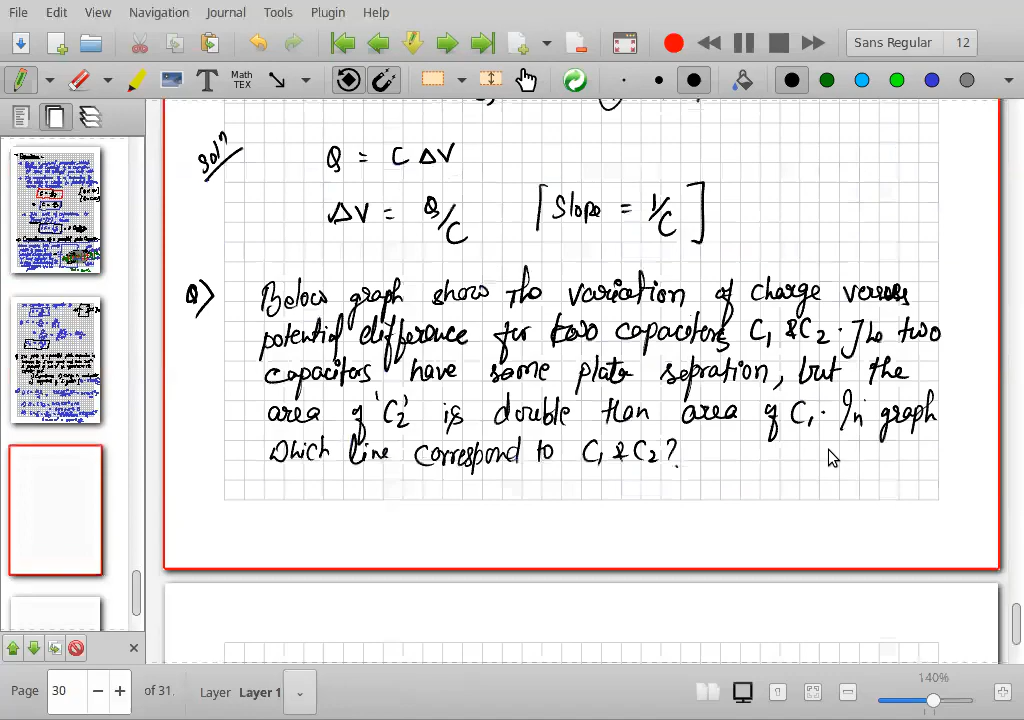 File Edit View Navigation Journal Tools Plugin Help
Sans Regular 12
Math TEX
Sol^n
Q = C ΔV
ΔV = Q/C [Slope = 1/C]
Q) Below graph show the variation of charge verses
potential difference for two capacitors C1 & C2. The two
capacitors have same plate sepration, but the
area of 'C2' is double than area of C1. In graph
which line correspond to C1 & C2?
Page 30 of 31. Layer Layer 1 140%